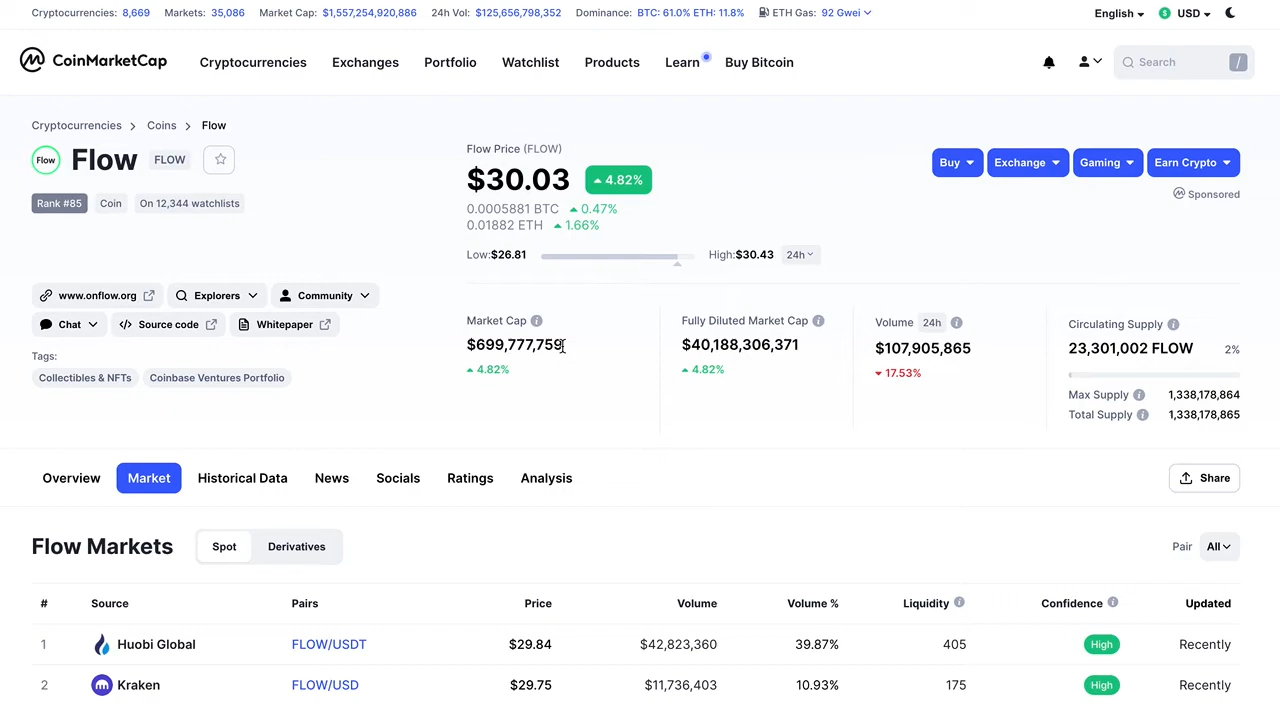 Cryptocurrencies: 8,669 Markets: 35,086 Market Cap: $1,557,254,920,886 24h Vol: $125,656,798,352 Dominance: BTC: 61.0% ETH: 11.8% ETH Gas: 92 Gwei English USD
CoinMarketCap Cryptocurrencies Exchanges Portfolio Watchlist Products Learn Buy Bitcoin Search /
Cryptocurrencies Coins Flow
Flow Flow FLOW
Rank #85 Coin On 12,344 watchlists
www.onflow.org Explorers Community
Chat Source code Whitepaper
Tags:
Collectibles & NFTs Coinbase Ventures Portfolio
Flow Price (FLOW)
$30.03 4.82%
0.0005881 BTC 0.47%
0.01882 ETH 1.66%
Low:$26.81 High:$30.43 24h
Buy Exchange Gaming Earn Crypto
Sponsored
Market Cap
$699,777,759
4.82%
Fully Diluted Market Cap
$40,188,306,371
4.82%
Volume 24h
$107,905,865
17.53%
Circulating Supply
23,301,002 FLOW 2%
Max Supply 1,338,178,864
Total Supply 1,338,178,865
Overview Market Historical Data News Socials Ratings Analysis Share
Flow Markets Spot Derivatives Pair All
# Source Pairs Price Volume Volume % Liquidity Confidence Updated
1 Huobi Global FLOW/USDT $29.84 $42,823,360 39.87% 405 High Recently
2 Kraken FLOW/USD $29.75 $11,736,403 10.93% 175 High Recently